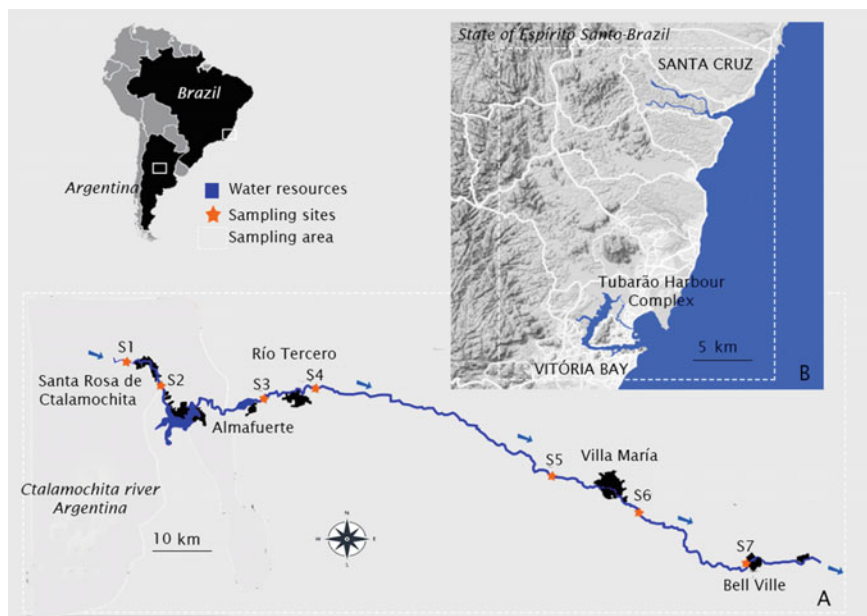 Brazil
Argentina
Water resources
Sampling sites
Sampling area
State of Espírito Santo-Brazil
SANTA CRUZ
Tubarão Harbour
Complex
5 km
VITÓRIA BAY
B
S1
S2
Santa Rosa de
Ctalamochita
Río Tercero
S3
S4
Almafuerte
Ctalamochita river
Argentina
10 km
N
W
E
L
S5
Villa María
S6
S7
Bell Ville
A